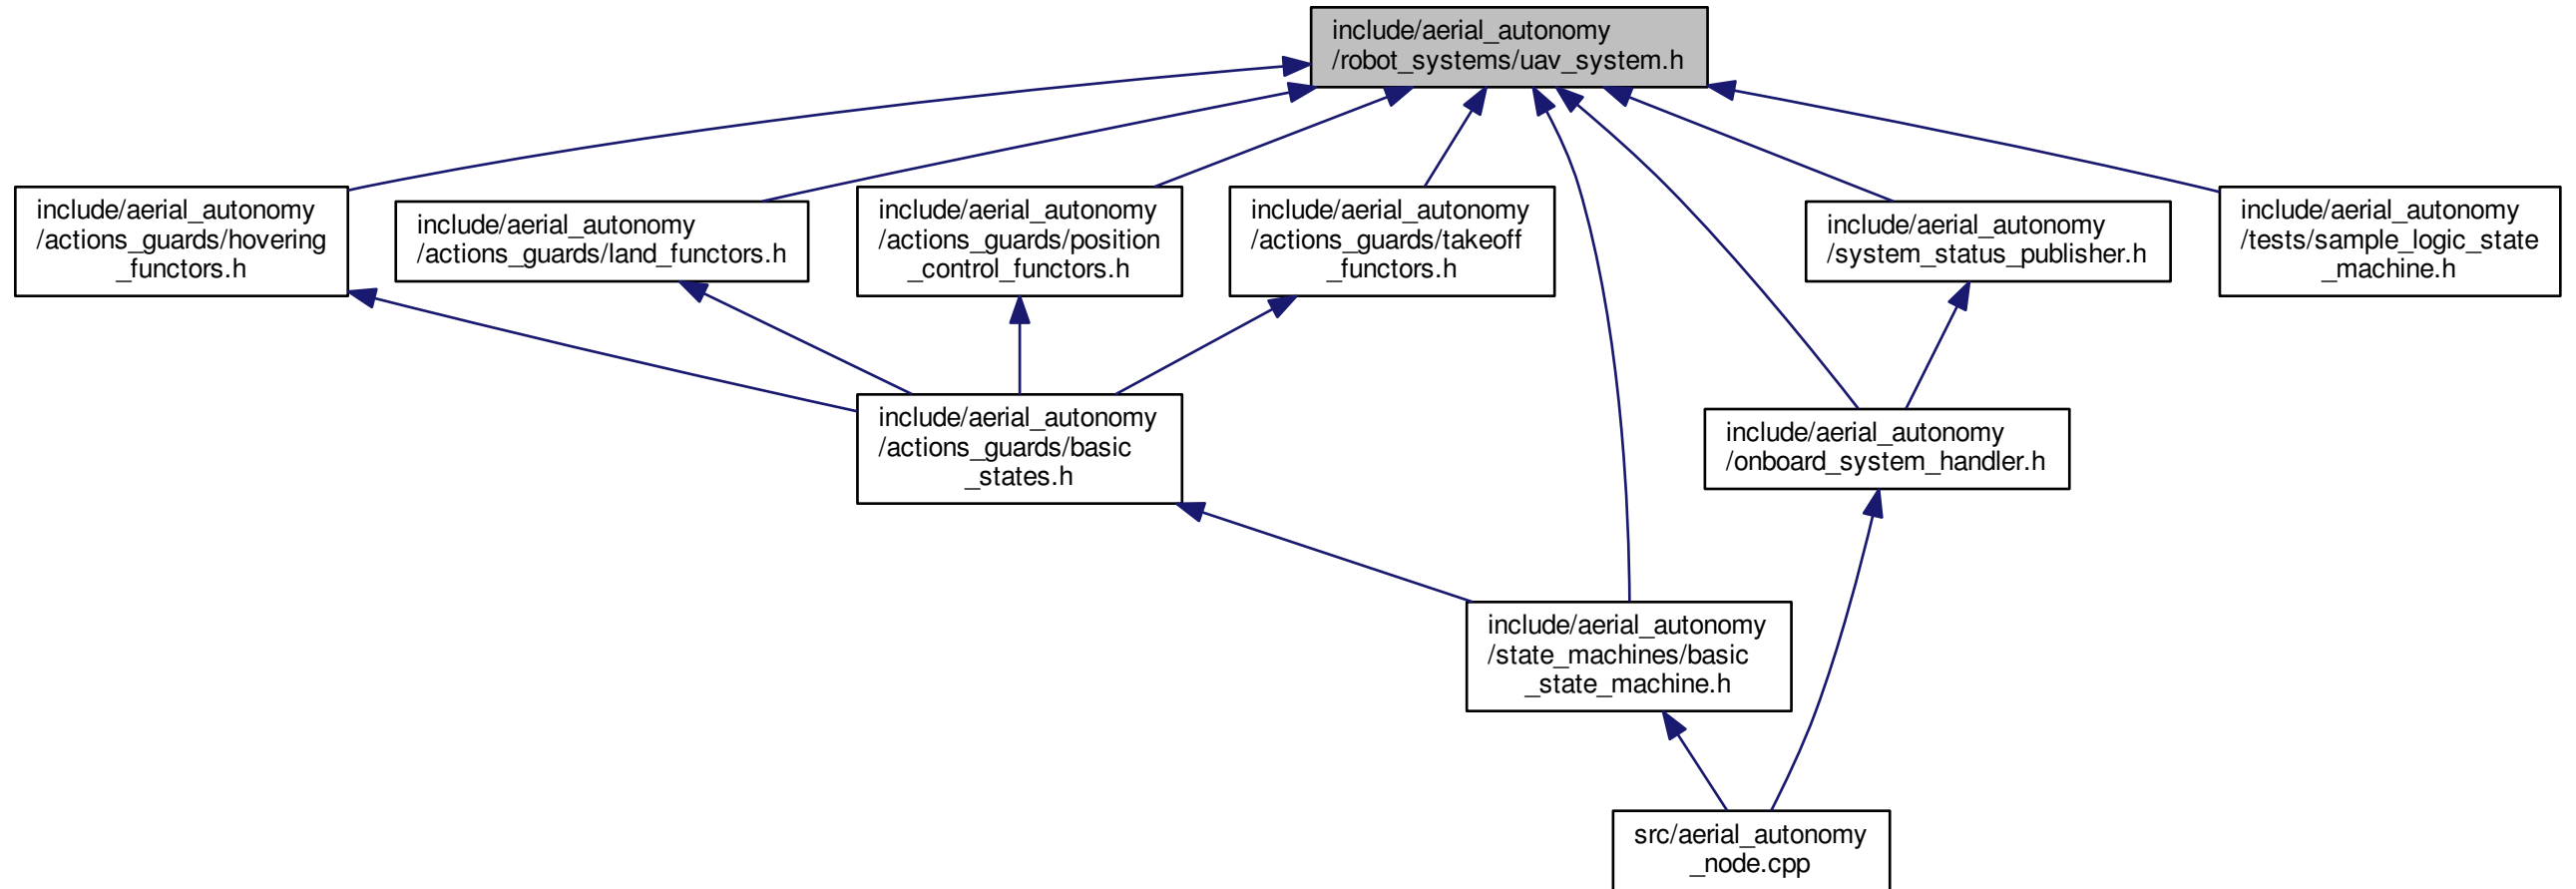 include/aerial_autonomy
/robot_systems/uav_system.h
include/aerial_autonomy
/actions_guards/hovering
_functors.h
include/aerial_autonomy
/actions_guards/land_functors.h
include/aerial_autonomy
/actions_guards/position
_control_functors.h
include/aerial_autonomy
/actions_guards/takeoff
_functors.h
include/aerial_autonomy
/system_status_publisher.h
include/aerial_autonomy
/tests/sample_logic_state
_machine.h
include/aerial_autonomy
/actions_guards/basic
_states.h
include/aerial_autonomy
/onboard_system_handler.h
include/aerial_autonomy
/state_machines/basic
_state_machine.h
src/aerial_autonomy
_node.cpp